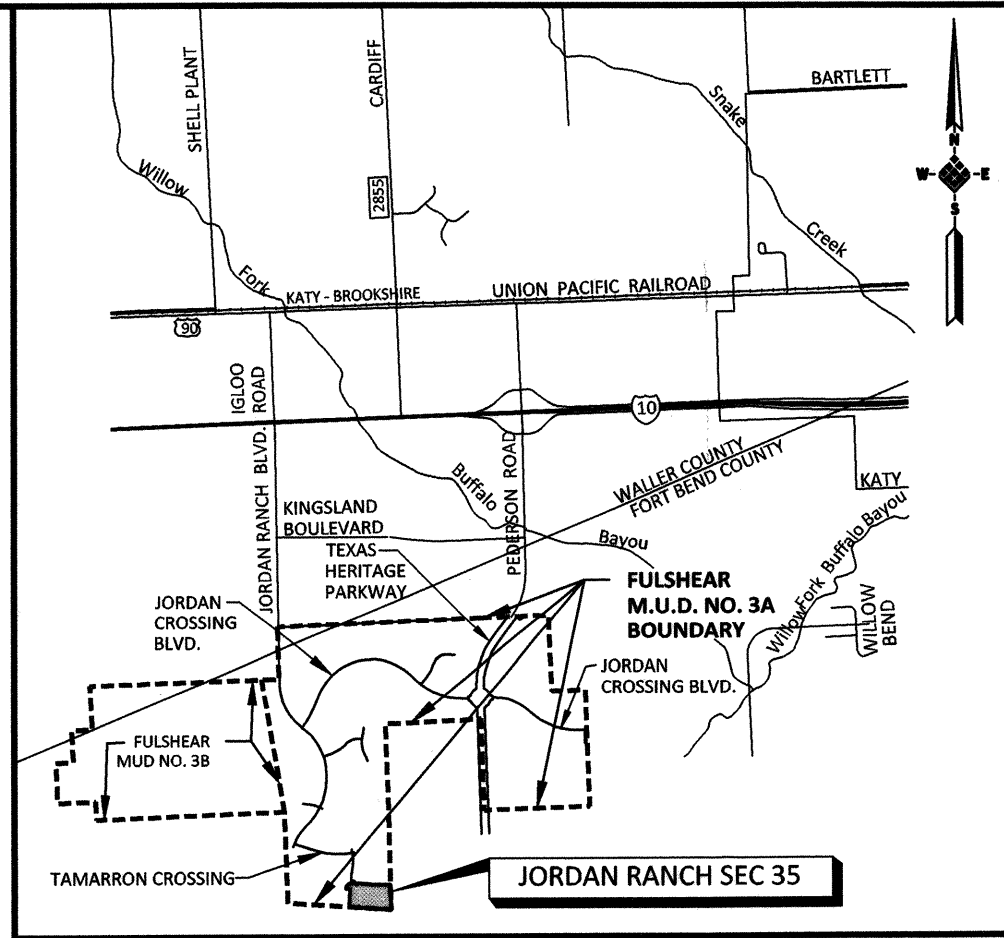 SHELL PLANT
CARDIFF
BARTLETT
Snake
Creek
N
W
E
S
Willow
Fork
2855
KATY - BROOKSHIRE
UNION PACIFIC RAILROAD
90
IGLOO
ROAD
10
JORDAN RANCH BLVD.
PEDERSON ROAD
Buffalo
Bayou
WALLER COUNTY
FORT BEND COUNTY
KATY
KINGSLAND
BOULEVARD
TEXAS
HERITAGE
PARKWAY
JORDAN
CROSSING
BLVD.
FULSHEAR
M.U.D. NO. 3A
BOUNDARY
Willow Fork Buffalo Bayou
WILLOW
BEND
JORDAN
CROSSING BLVD.
FULSHEAR
MUD NO. 3B
TAMARRON CROSSING
JORDAN RANCH SEC 35